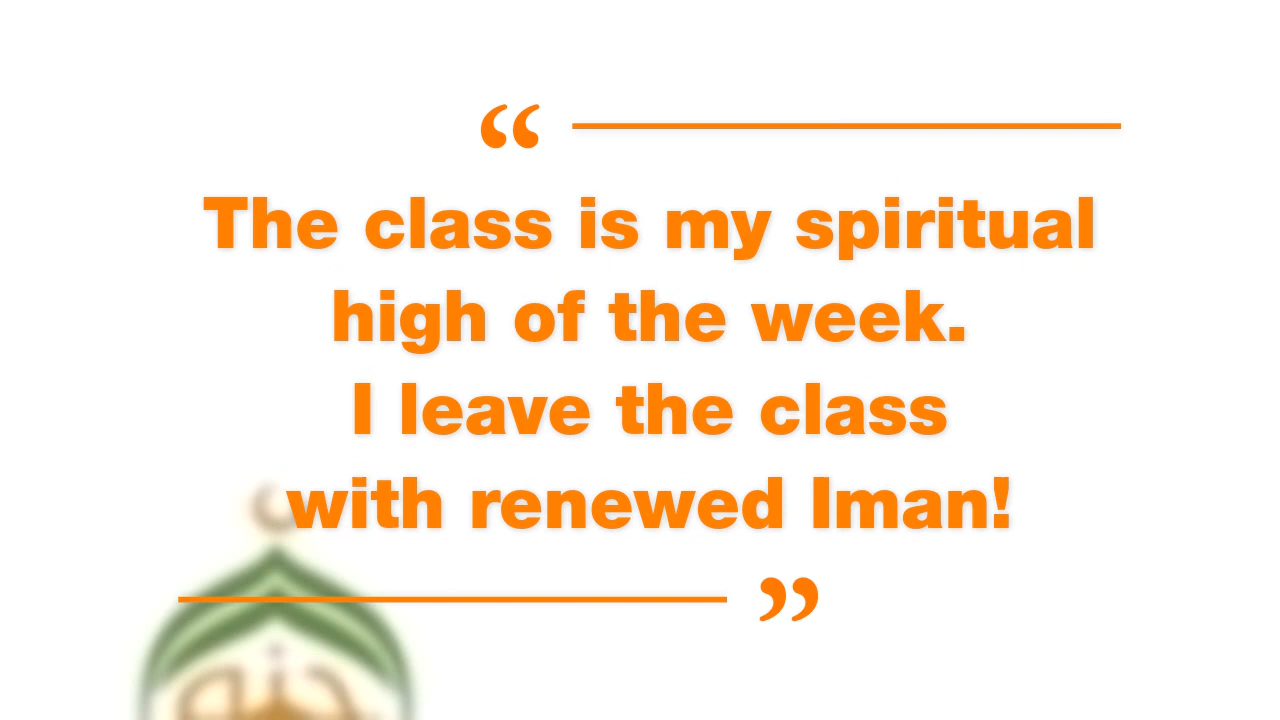 “
The class is my spiritual
high of the week.
I leave the class
with renewed Iman!
”